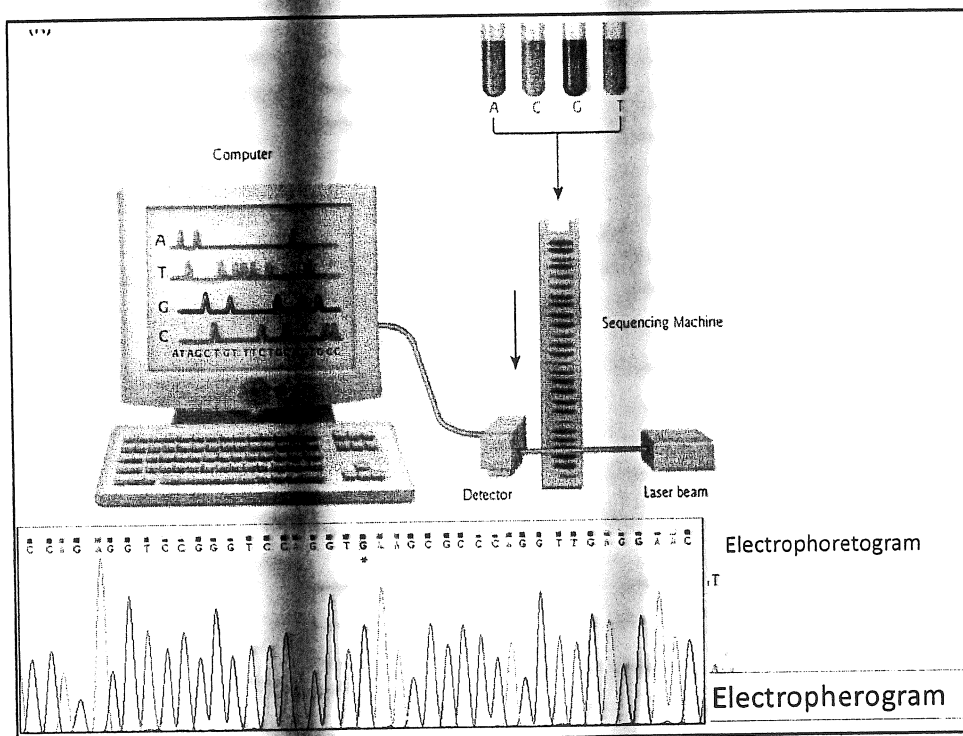 (A)
A C G T
Computer
A
T
G
C
Sequencing Machine
Detector
Laser beam
C C A G A G G T C C G G G T C C A G G T G A A G C G C C C A G G T T G A G G A A C
*
Electrophoretogram
T
A
Electropherogram